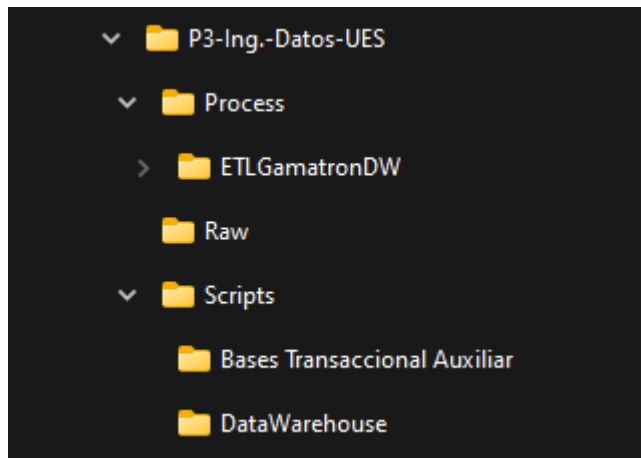 P3-Ing.-Datos-UES
Process
ETLGamatronDW
Raw
Scripts
Bases Transaccional Auxiliar
DataWarehouse